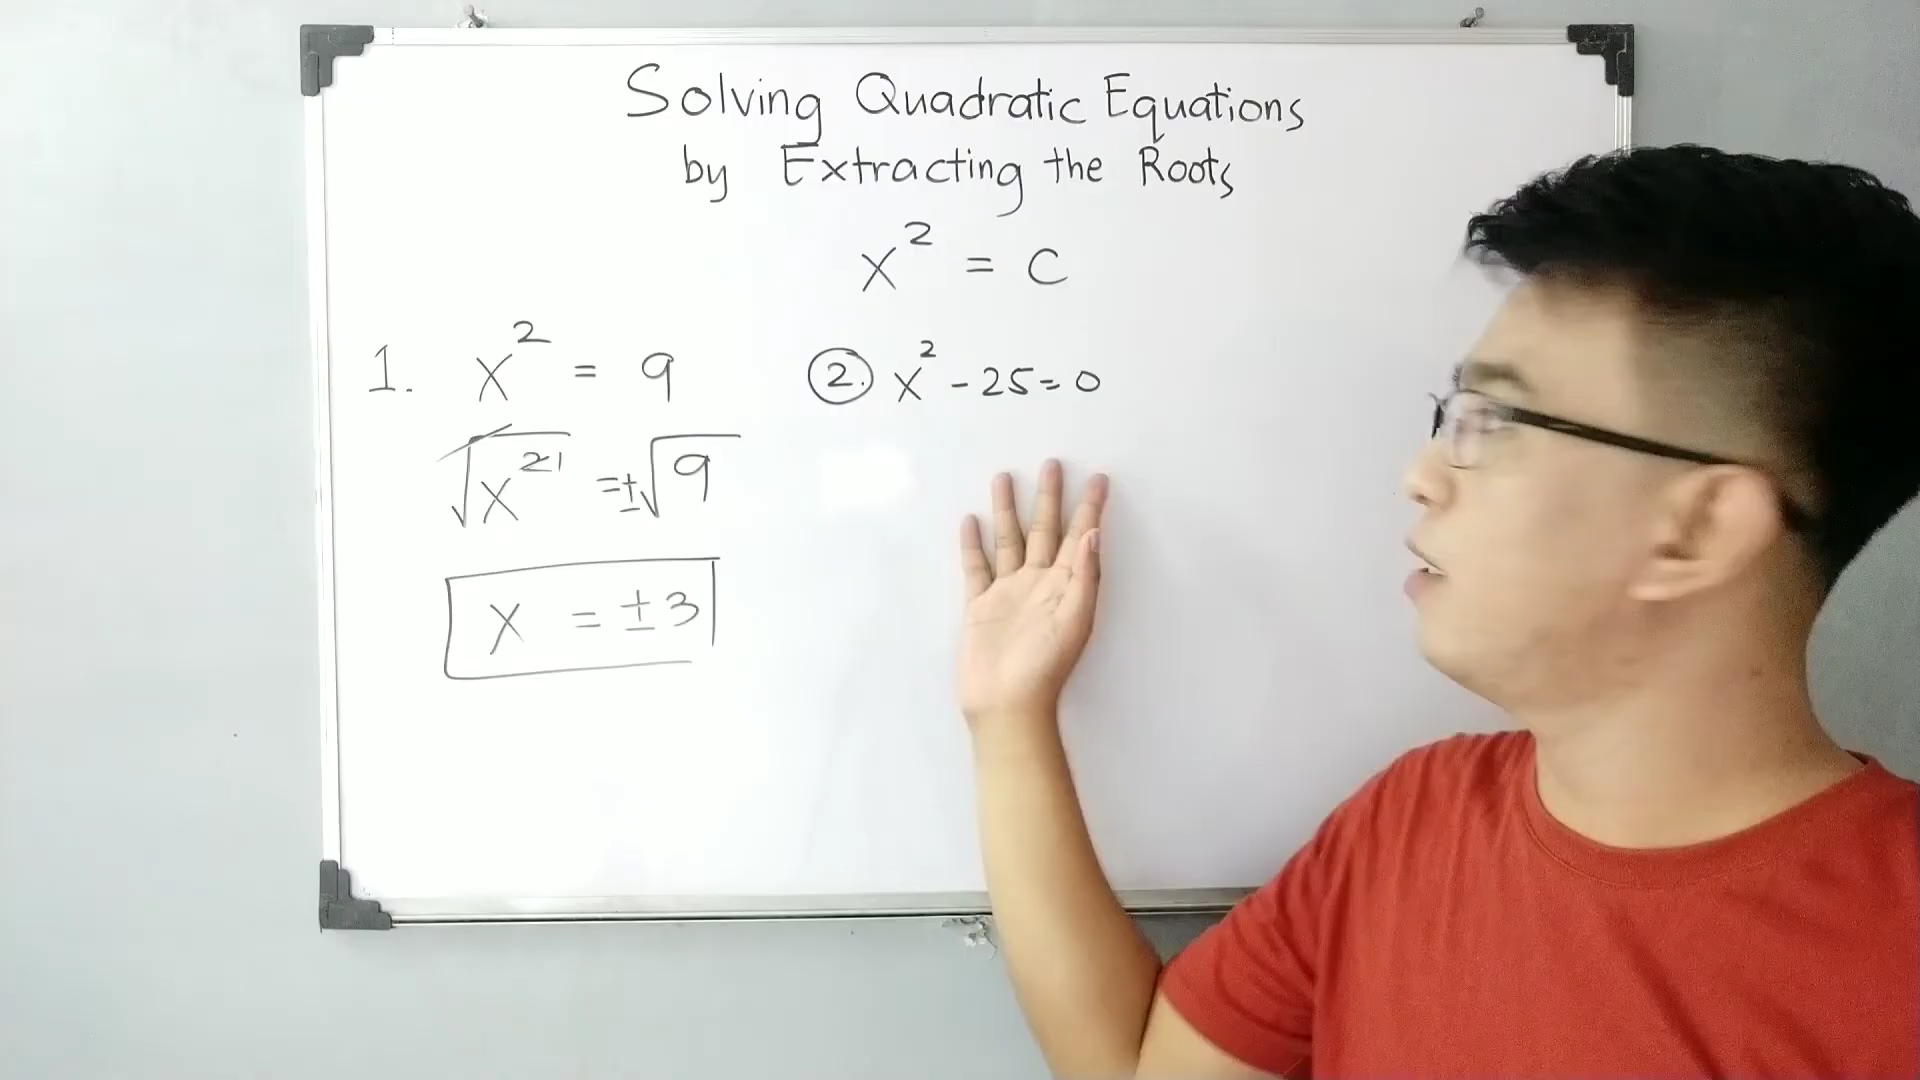 Solving Quadratic Equations
by Extracting the Roots
x² = c
1. x² = 9
√x² = ±√9
x = ±3
2. x² - 25 = 0